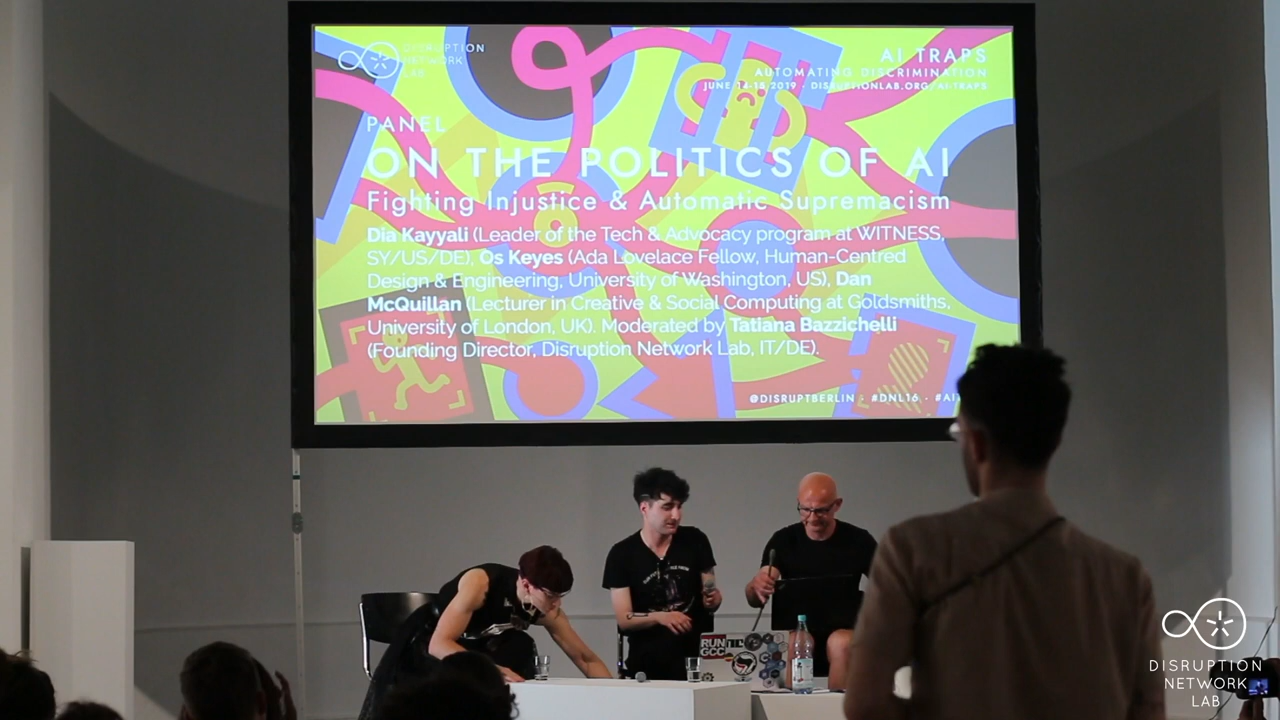 DISRUPTION
NETWORK
LAB
AI TRAPS
AUTOMATING DISCRIMINATION
JUNE 14-15 2019 · DISRUPTIONLAB.ORG/AI-TRAPS
PANEL
ON THE POLITICS OF AI
Fighting Injustice & Automatic Supremacism
Dia Kayyali (Leader of the Tech & Advocacy program at WITNESS,
SY/US/DE), Os Keyes (Ada Lovelace Fellow, Human-Centred
Design & Engineering, University of Washington, US), Dan
McQuillan (Lecturer in Creative & Social Computing at Goldsmiths,
University of London, UK). Moderated by Tatiana Bazzichelli
(Founding Director, Disruption Network Lab, IT/DE).
@DISRUPTBERLIN · #DNL16 ·
RUN
GCC
DISRUPTION
NETWORK
LAB